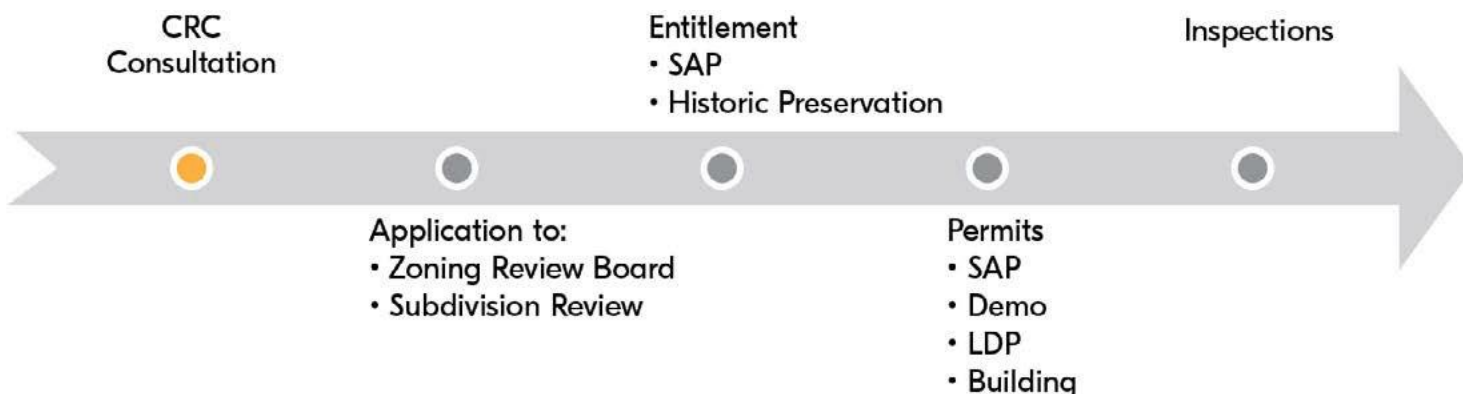 CRC
Consultation
Application to:
• Zoning Review Board
• Subdivision Review
Entitlement
• SAP
• Historic Preservation
Permits
• SAP
• Demo
• LDP
• Building
Inspections